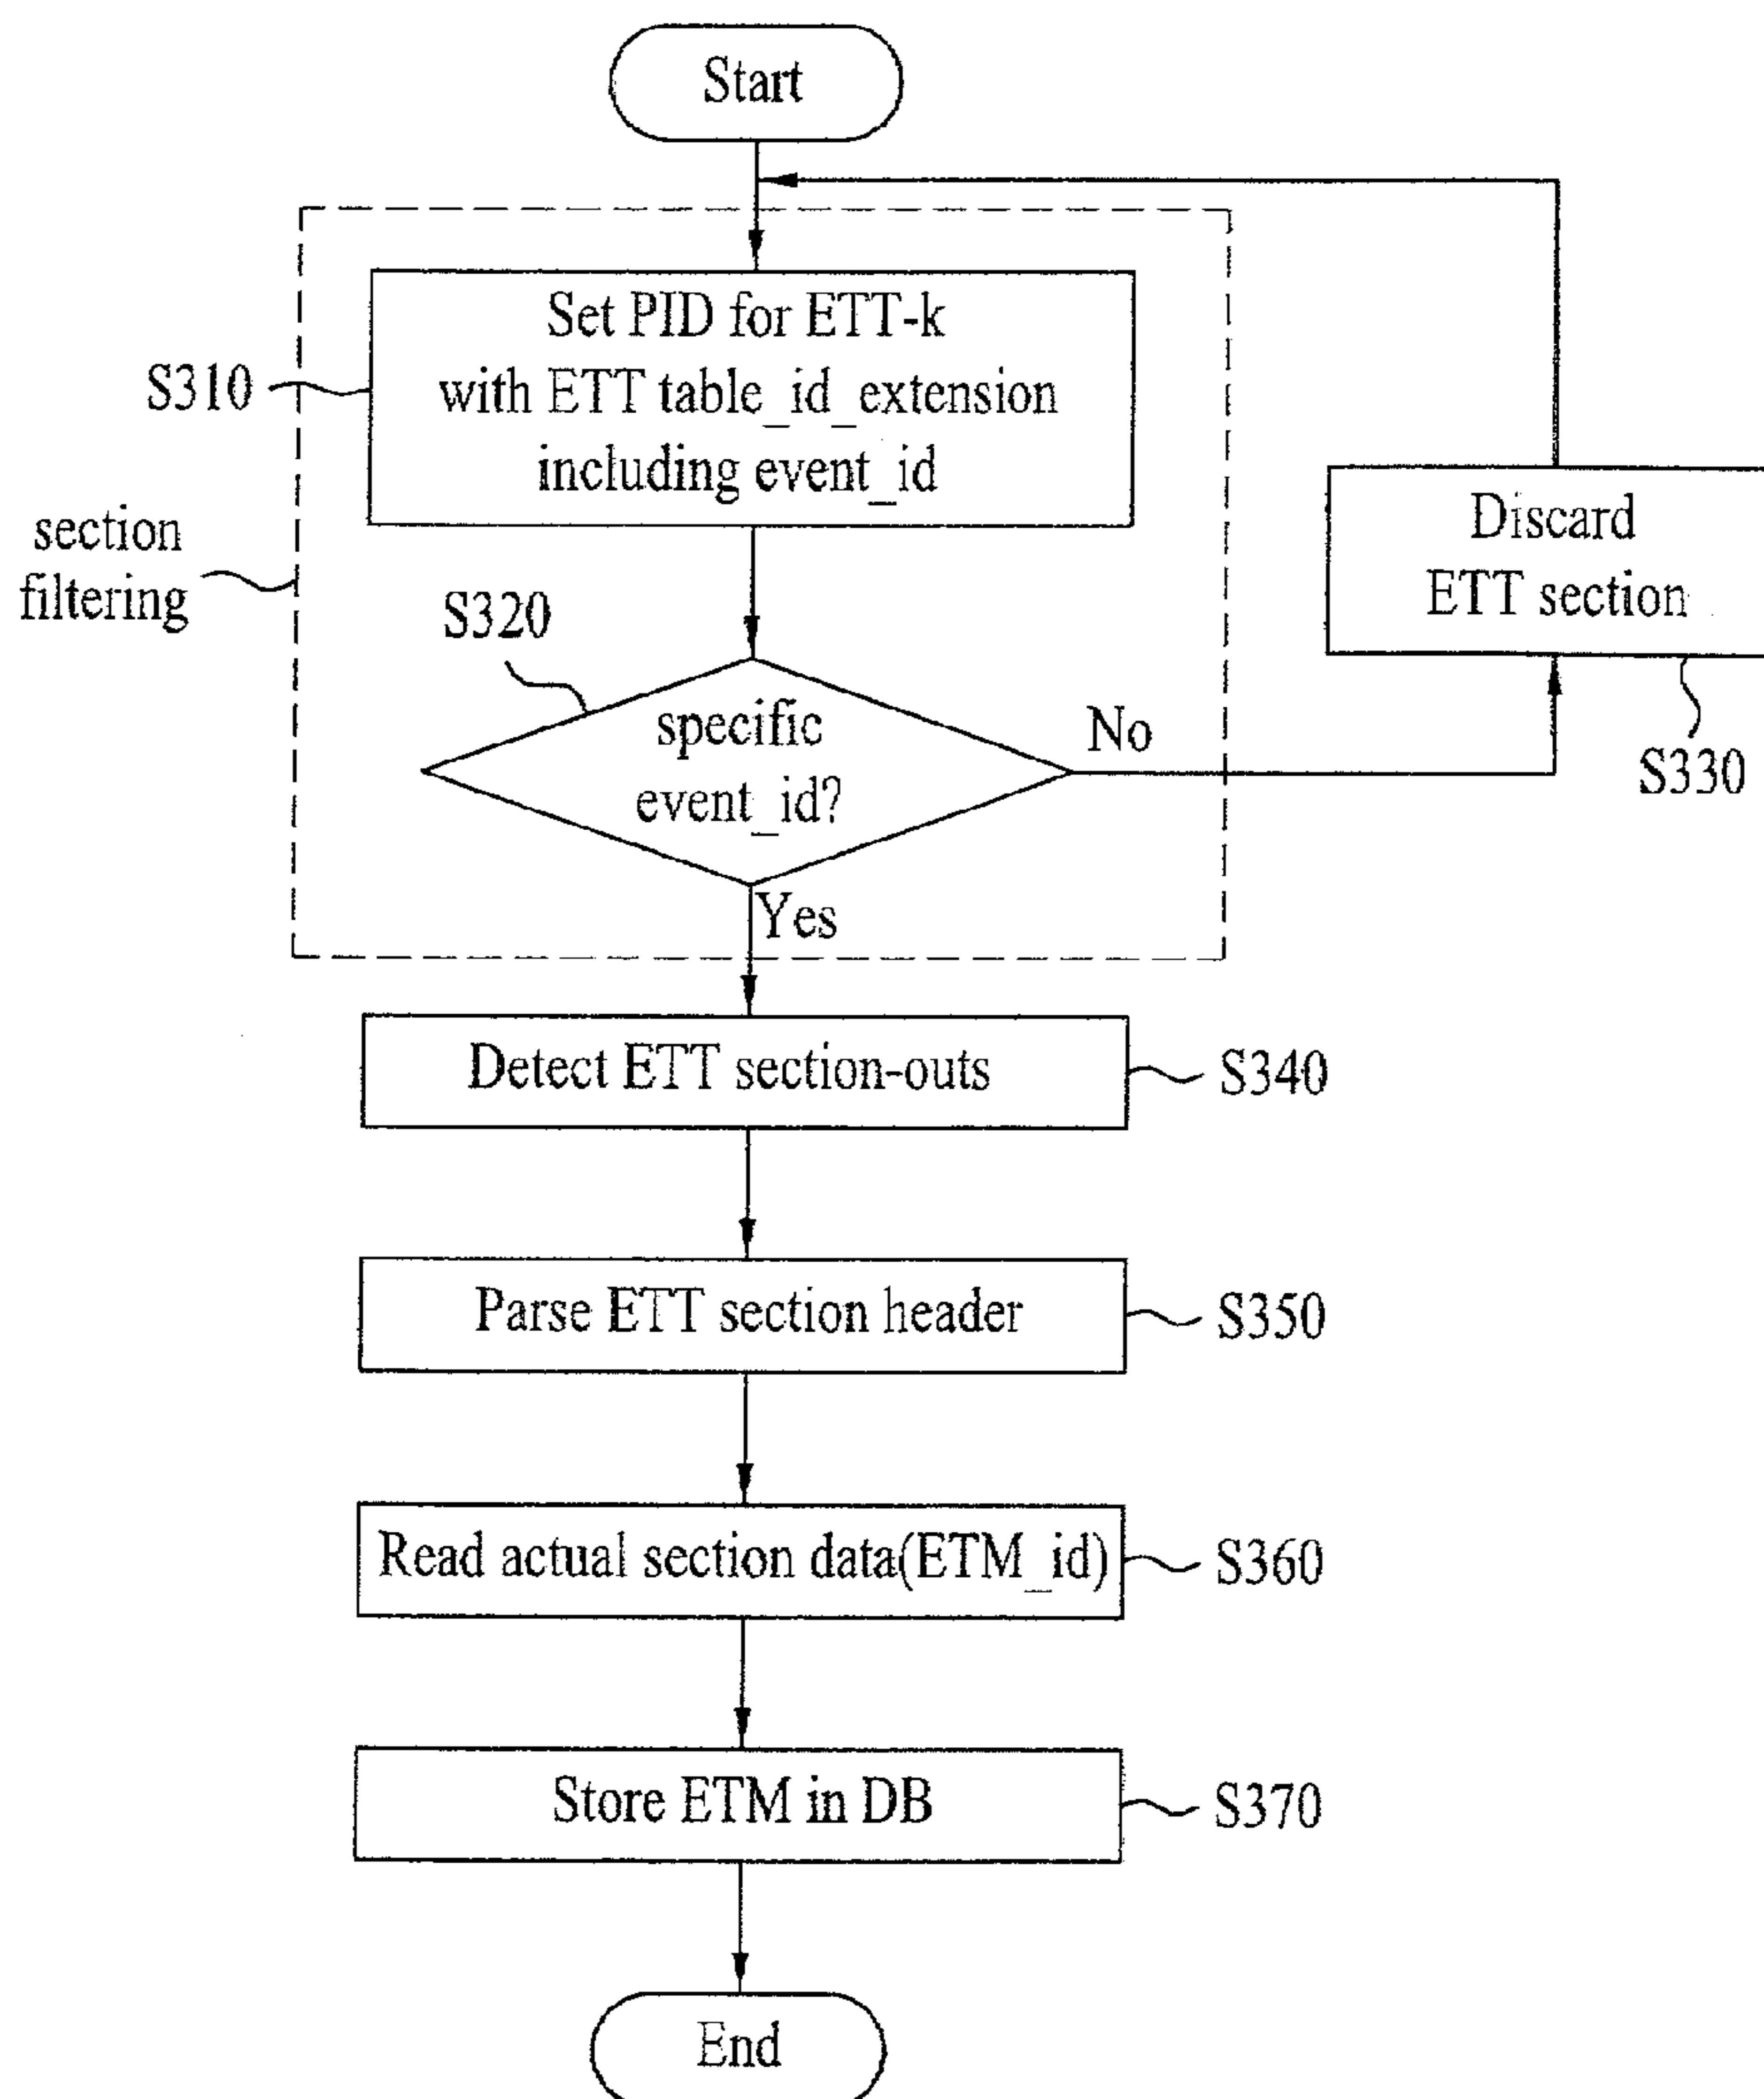 Start
Set PID for ETT-k
with ETT table_id_extension
including event_id
S310
section
filtering
Discard
ETT section
S330
S320
specific
event_id?
No
Yes
Detect ETT section-outs
S340
Parse ETT section header
S350
Read actual section data(ETM_id)
S360
Store ETM in DB
S370
End